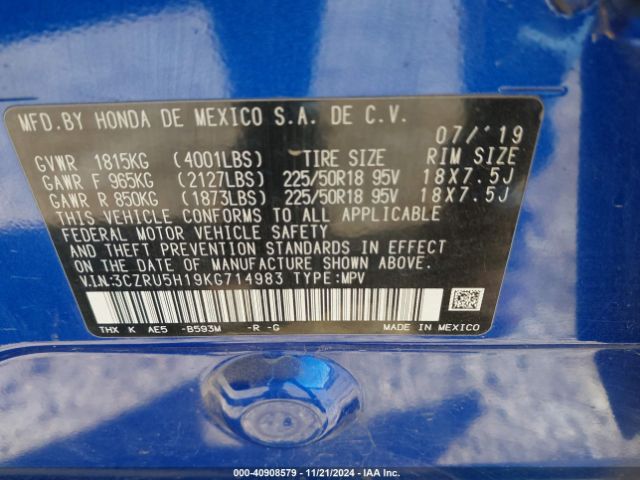 MFD.BY HONDA DE MEXICO S.A. DE C.V.
07/'19
GVWR 1815KG (4001LBS) TIRE SIZE RIM SIZE
GAWR F 965KG (2127LBS) 225/50R18 95V 18X7.5J
GAWR R 850KG (1873LBS) 225/50R18 95V 18X7.5J
THIS VEHICLE CONFORMS TO ALL APPLICABLE
FEDERAL MOTOR VEHICLE SAFETY
AND THEFT PREVENTION STANDARDS IN EFFECT
ON THE DATE OF MANUFACTURE SHOWN ABOVE.
V.I.N:3CZRU5H19KG714983 TYPE:MPV
THX K AE5 -B593M -R -G MADE IN MEXICO
000-40908579 - 11/21/2024 - IAA Inc.